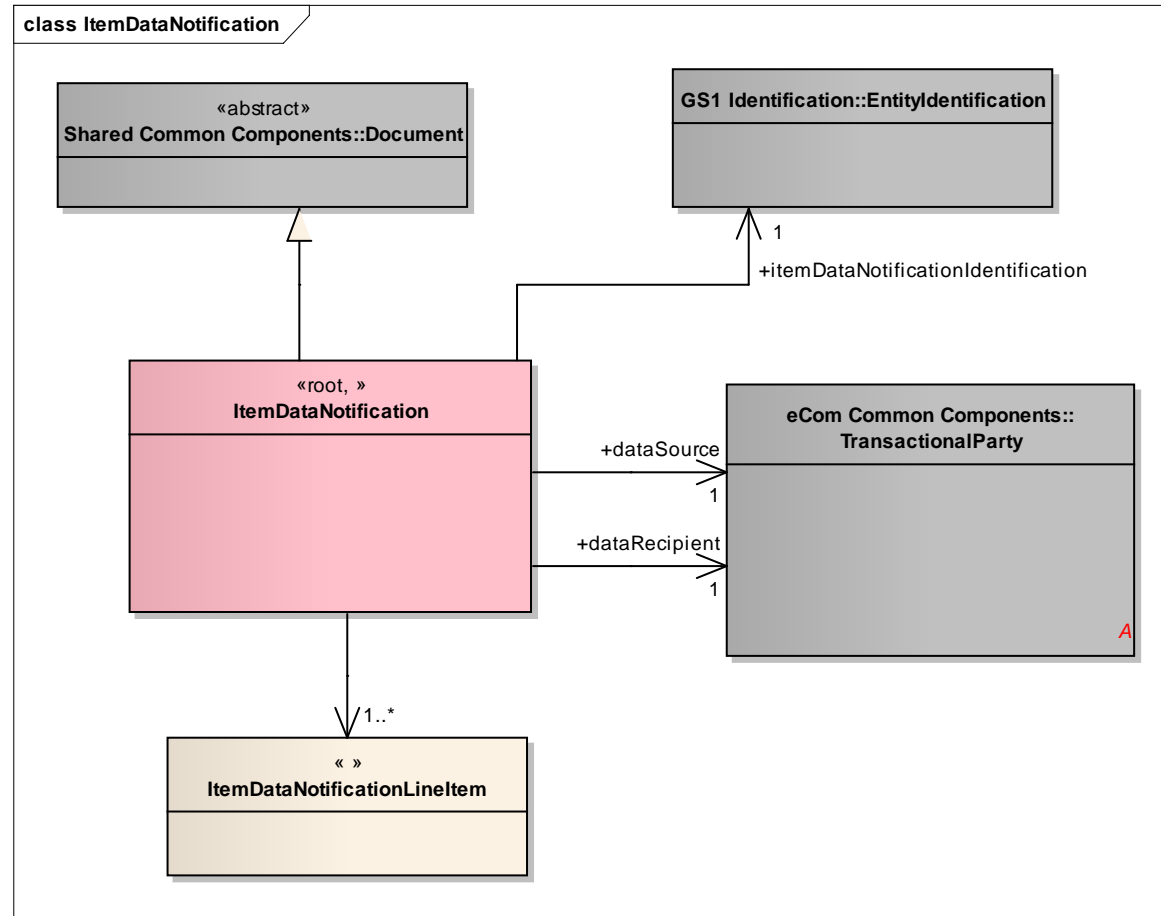 class ItemDataNotification
«abstract»
Shared Common Components::Document
GS1 Identification::EntityIdentification
1
+itemDataNotificationIdentification
«root, »
ItemDataNotification
eCom Common Components::
TransactionalParty
+dataSource
1
+dataRecipient
1
A
1..*
« »
ItemDataNotificationLineItem